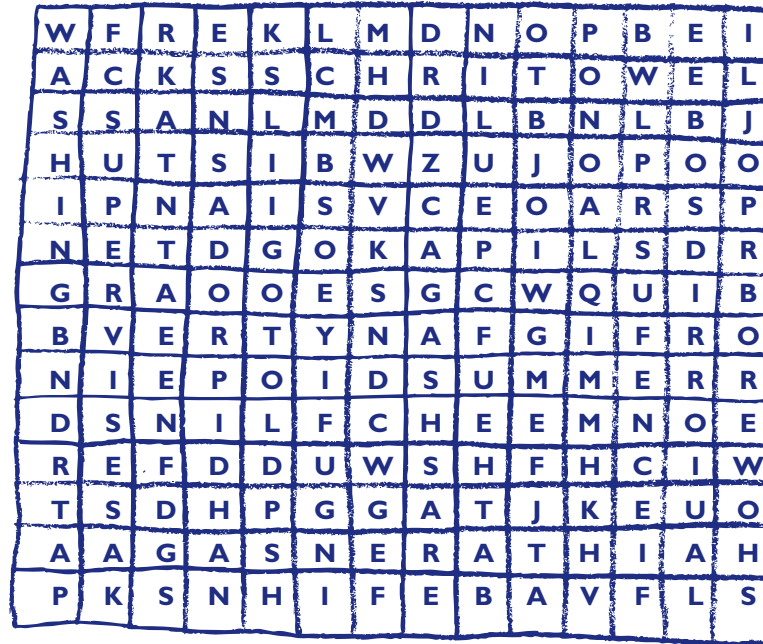 W F R E K L M D N O P B E I
A C K S S C H R I T O W E L
S S A N L M D D L B N L B J
H U T S I B W Z U J O P O O
I P N A I S V C E O A R S P
N E T D G O K A P I L S D R
G R A O O E S G C W Q U I B
B V E R T Y N A F G I F R O
N I E P O I D S U M M E R R
D S N I L F C H E E M N O E
R E F D D U W S H F H C I W
T S D H P G G A T J K E U O
A A G A S N E R A T H I A H
P K S N H I F E B A V F L S